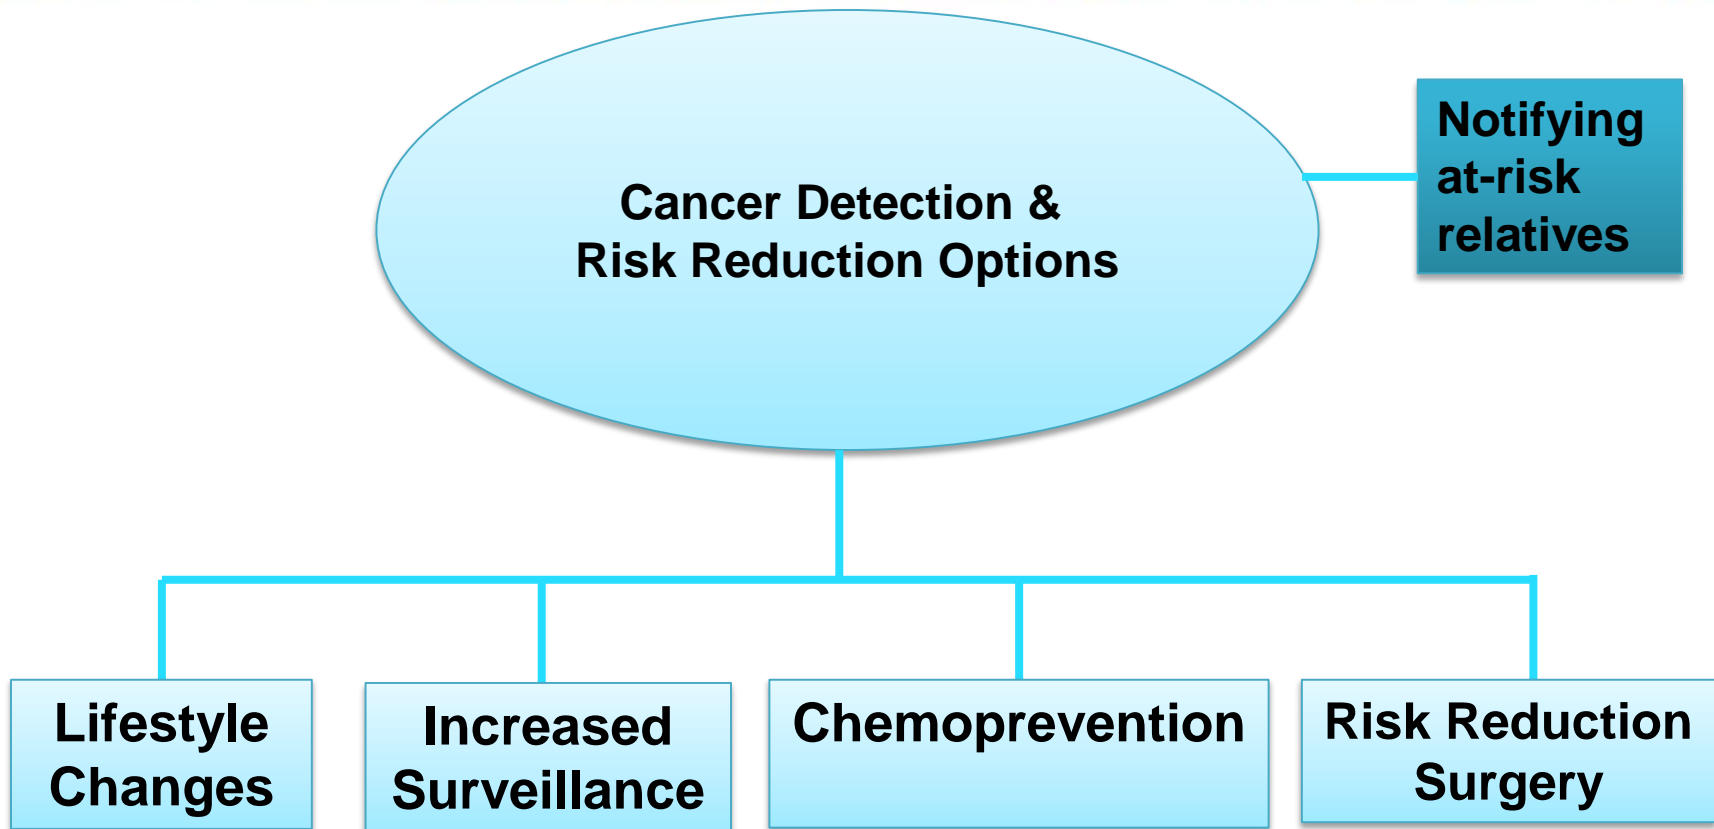 Cancer Detection &
Risk Reduction Options
Notifying
at-risk
relatives
Lifestyle
Changes
Increased
Surveillance
Chemoprevention
Risk Reduction
Surgery